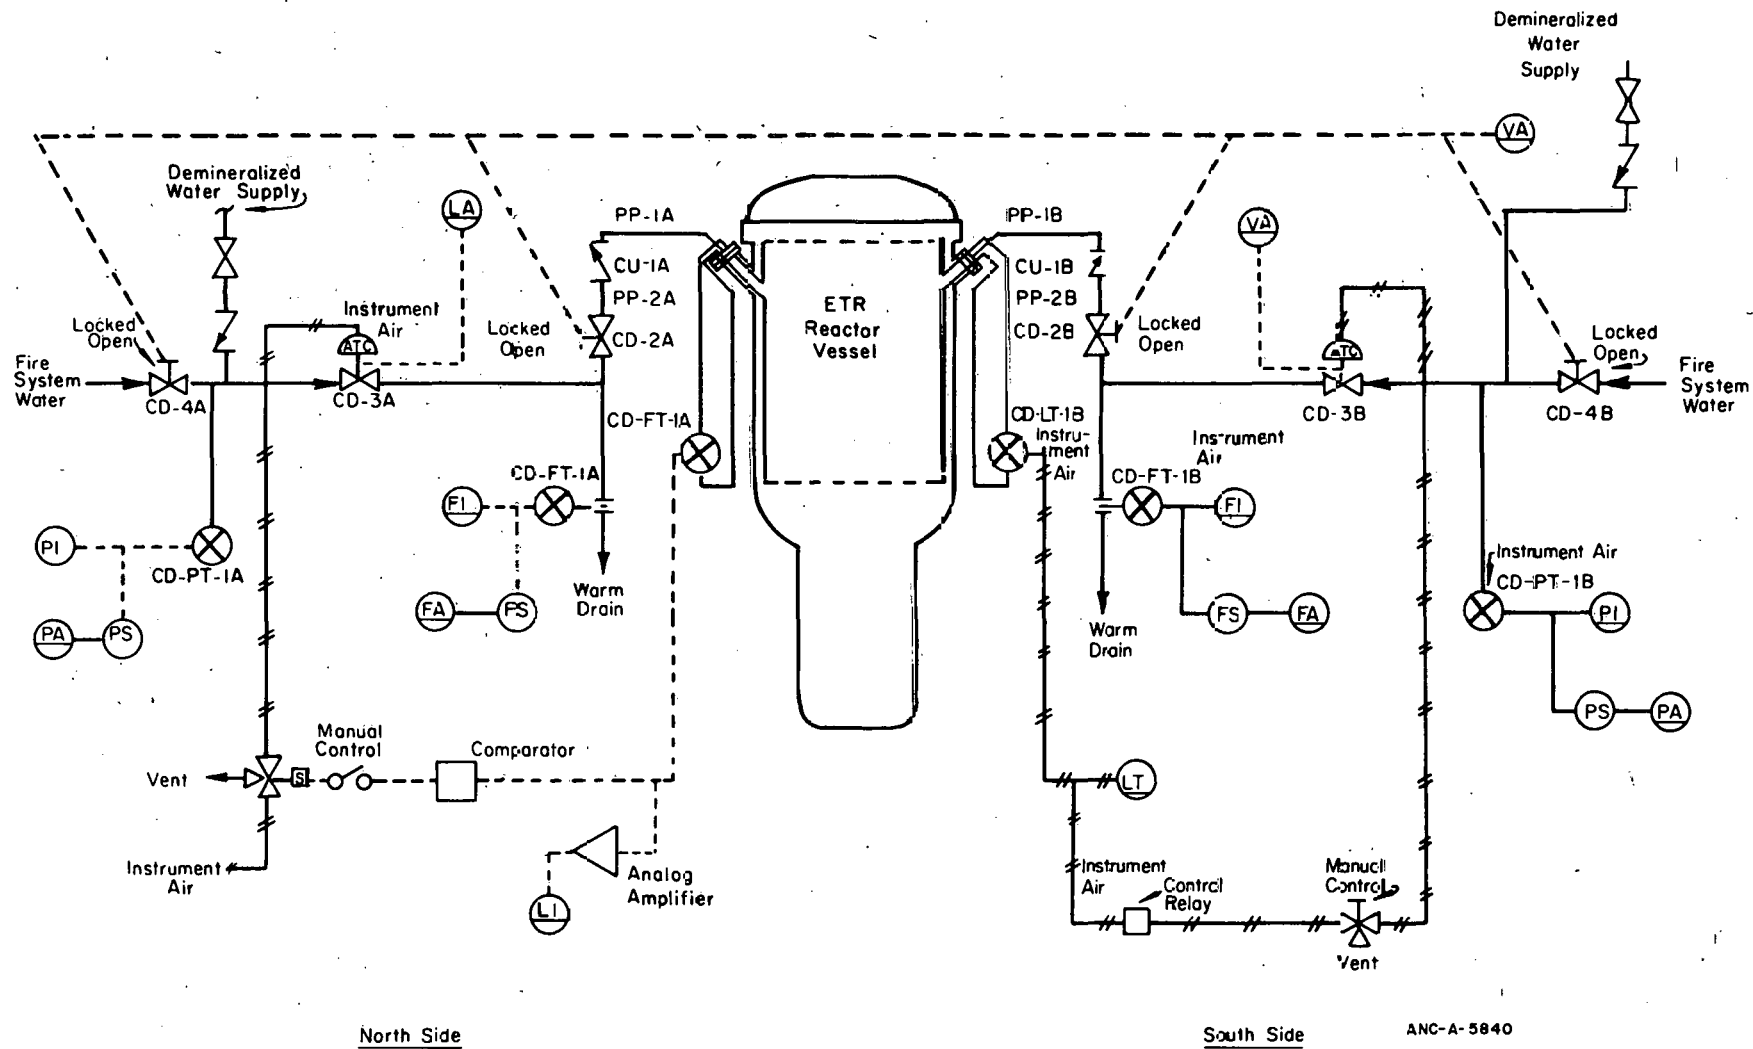 Demineralized
Water
Supply
VA
Demineralized
Water Supply
LA
PP-1A
PP-1B
VA
CU-1A
CU-1B
PP-2A
PP-2B
ETR
Reactor
Vessel
Instrument
Air
Locked
Open
Locked
Open
ATC
CD-2A
CD-2B
Locked
Open
ATC
Locked
Open
Fire
System
Water
CD-4A
CD-3A
CD-3B
CD-4B
Fire
System
Water
CD-FT-1A
CD-LT-1B
Instru-
ment
Air
Instrument
Air
CD-FT-1A
CD-FT-1B
FI
FI
PI
CD-PT-1A
Instrument Air
CD-PT-1B
Warm
Drain
FA
PS
FS
FA
PI
PA
PS
Warm
Drain
PS
PA
Manual
Control
Comparator
Vent
S
LT
Instrument
Air
Analog
Amplifier
LI
Instrument
Air
Control
Relay
Manual
Control
Vent
North Side
South Side
ANC-A-5840